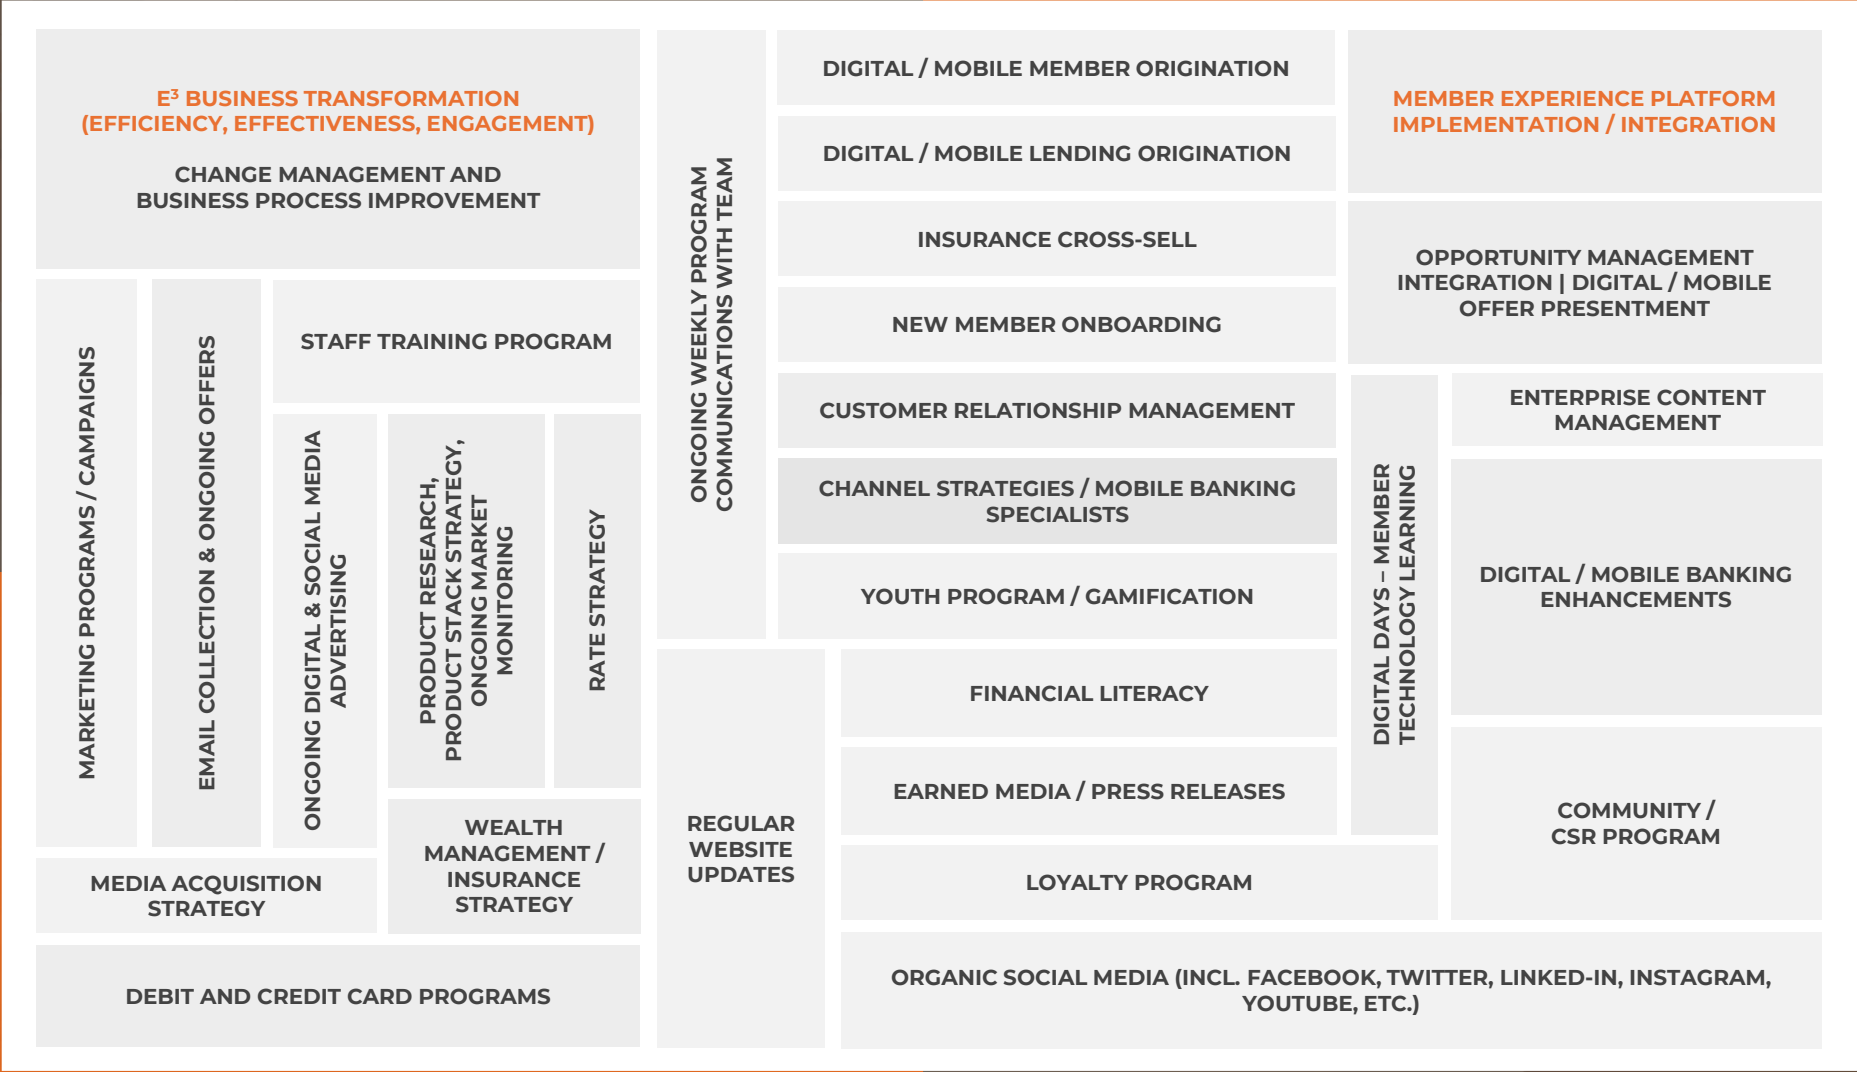 E³ BUSINESS TRANSFORMATION
(EFFICIENCY, EFFECTIVENESS, ENGAGEMENT)
CHANGE MANAGEMENT AND
BUSINESS PROCESS IMPROVEMENT
MARKETING PROGRAMS / CAMPAIGNS
EMAIL COLLECTION & ONGOING OFFERS
STAFF TRAINING PROGRAM
ONGOING DIGITAL & SOCIAL MEDIA
ADVERTISING
PRODUCT RESEARCH,
PRODUCT STACK STRATEGY,
ONGOING MARKET
MONITORING
RATE STRATEGY
MEDIA ACQUISITION
STRATEGY
WEALTH
MANAGEMENT /
INSURANCE
STRATEGY
DEBIT AND CREDIT CARD PROGRAMS
ONGOING WEEKLY PROGRAM
COMMUNICATIONS WITH TEAM
DIGITAL / MOBILE MEMBER ORIGINATION
DIGITAL / MOBILE LENDING ORIGINATION
INSURANCE CROSS-SELL
NEW MEMBER ONBOARDING
CUSTOMER RELATIONSHIP MANAGEMENT
CHANNEL STRATEGIES / MOBILE BANKING
SPECIALISTS
YOUTH PROGRAM / GAMIFICATION
REGULAR
WEBSITE
UPDATES
FINANCIAL LITERACY
EARNED MEDIA / PRESS RELEASES
LOYALTY PROGRAM
ORGANIC SOCIAL MEDIA (INCL. FACEBOOK, TWITTER, LINKED-IN, INSTAGRAM,
YOUTUBE, ETC.)
MEMBER EXPERIENCE PLATFORM
IMPLEMENTATION / INTEGRATION
OPPORTUNITY MANAGEMENT
INTEGRATION | DIGITAL / MOBILE
OFFER PRESENTMENT
DIGITAL DAYS – MEMBER
TECHNOLOGY LEARNING
ENTERPRISE CONTENT
MANAGEMENT
DIGITAL / MOBILE BANKING
ENHANCEMENTS
COMMUNITY /
CSR PROGRAM